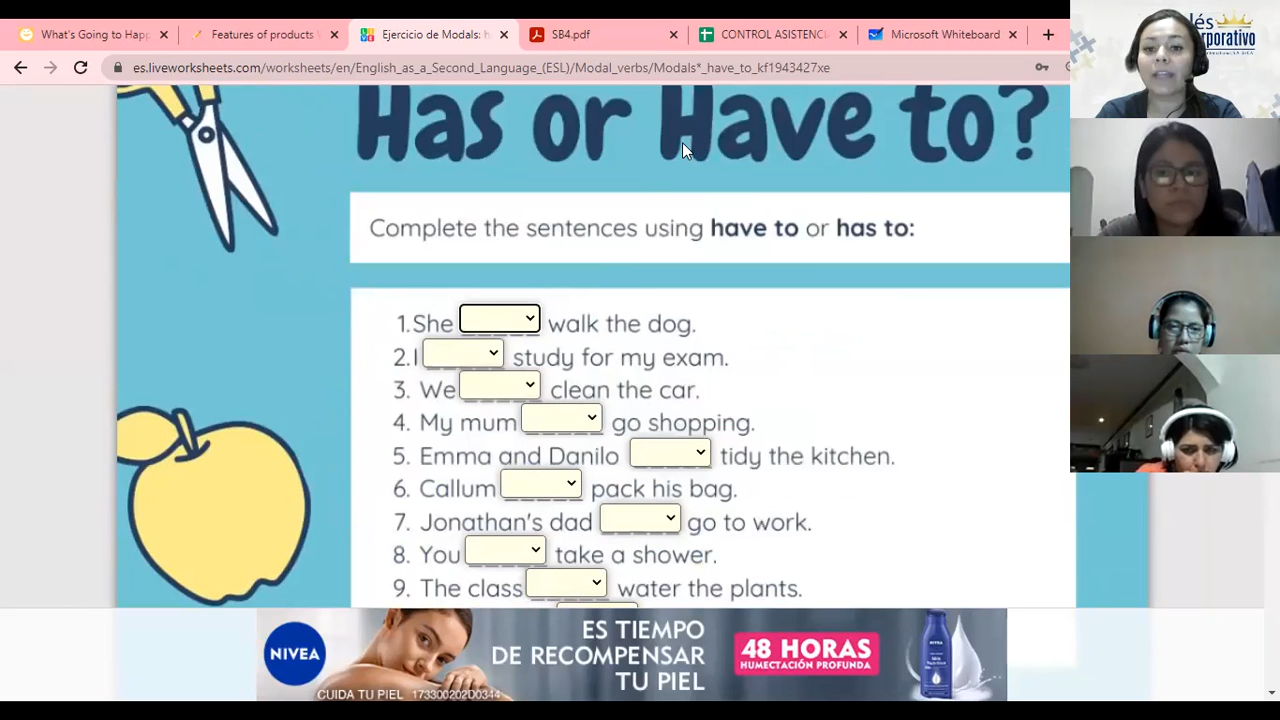 What's Going to Happ
Features of products
Ejercicio de Modals: h
SB4.pdf
CONTROL ASISTENCI
Microsoft Whiteboard
es.liveworksheets.com/worksheets/en/English_as_a_Second_Language_(ESL)/Modal_verbs/Modals*_have_to_kf1943427xe
Has or Have to?
Complete the sentences using have to or has to:
1.She walk the dog.
2.I study for my exam.
3. We clean the car.
4. My mum go shopping.
5. Emma and Danilo tidy the kitchen.
6. Callum pack his bag.
7. Jonathan's dad go to work.
8. You take a shower.
9. The class water the plants.
NIVEA
ES TIEMPO
DE RECOMPENSAR
TU PIEL
48 HORAS
HUMECTACIÓN PROFUNDA
NIVEA
CUIDA TU PIEL 173300202D0344
lés
rporativo